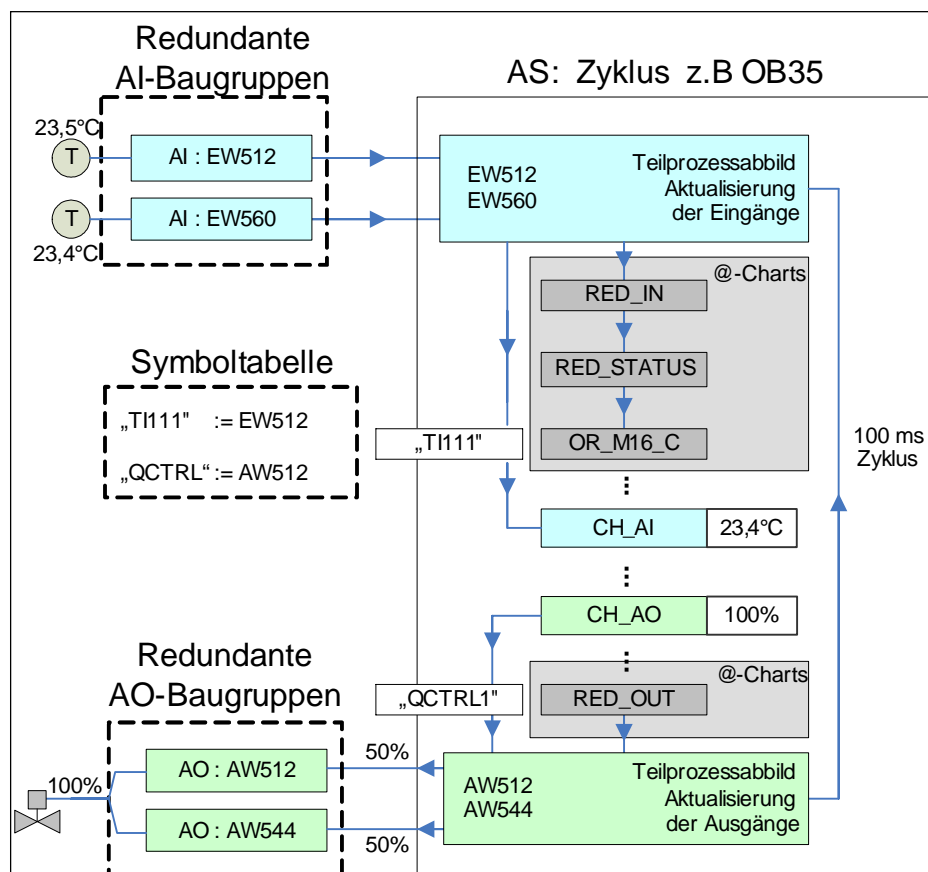 Redundante
AI-Baugruppen
AS: Zyklus z.B OB35
23,5°C
T
AI : EW512
T
AI : EW560
23,4°C
EW512
EW560
Teilprozessabbild
Aktualisierung
der Eingänge
@-Charts
RED_IN
RED_STATUS
OR_M16_C
Symboltabelle
„TI111" := EW512
„QCTRL“ := AW512
„TI111"
100 ms
Zyklus
CH_AI
23,4°C
CH_AO
100%
Redundante
AO-Baugruppen
@-Charts
„QCTRL1"
RED_OUT
100%
AO : AW512
50%
AO : AW544
50%
AW512
AW544
Teilprozessabbild
Aktualisierung
der Ausgänge